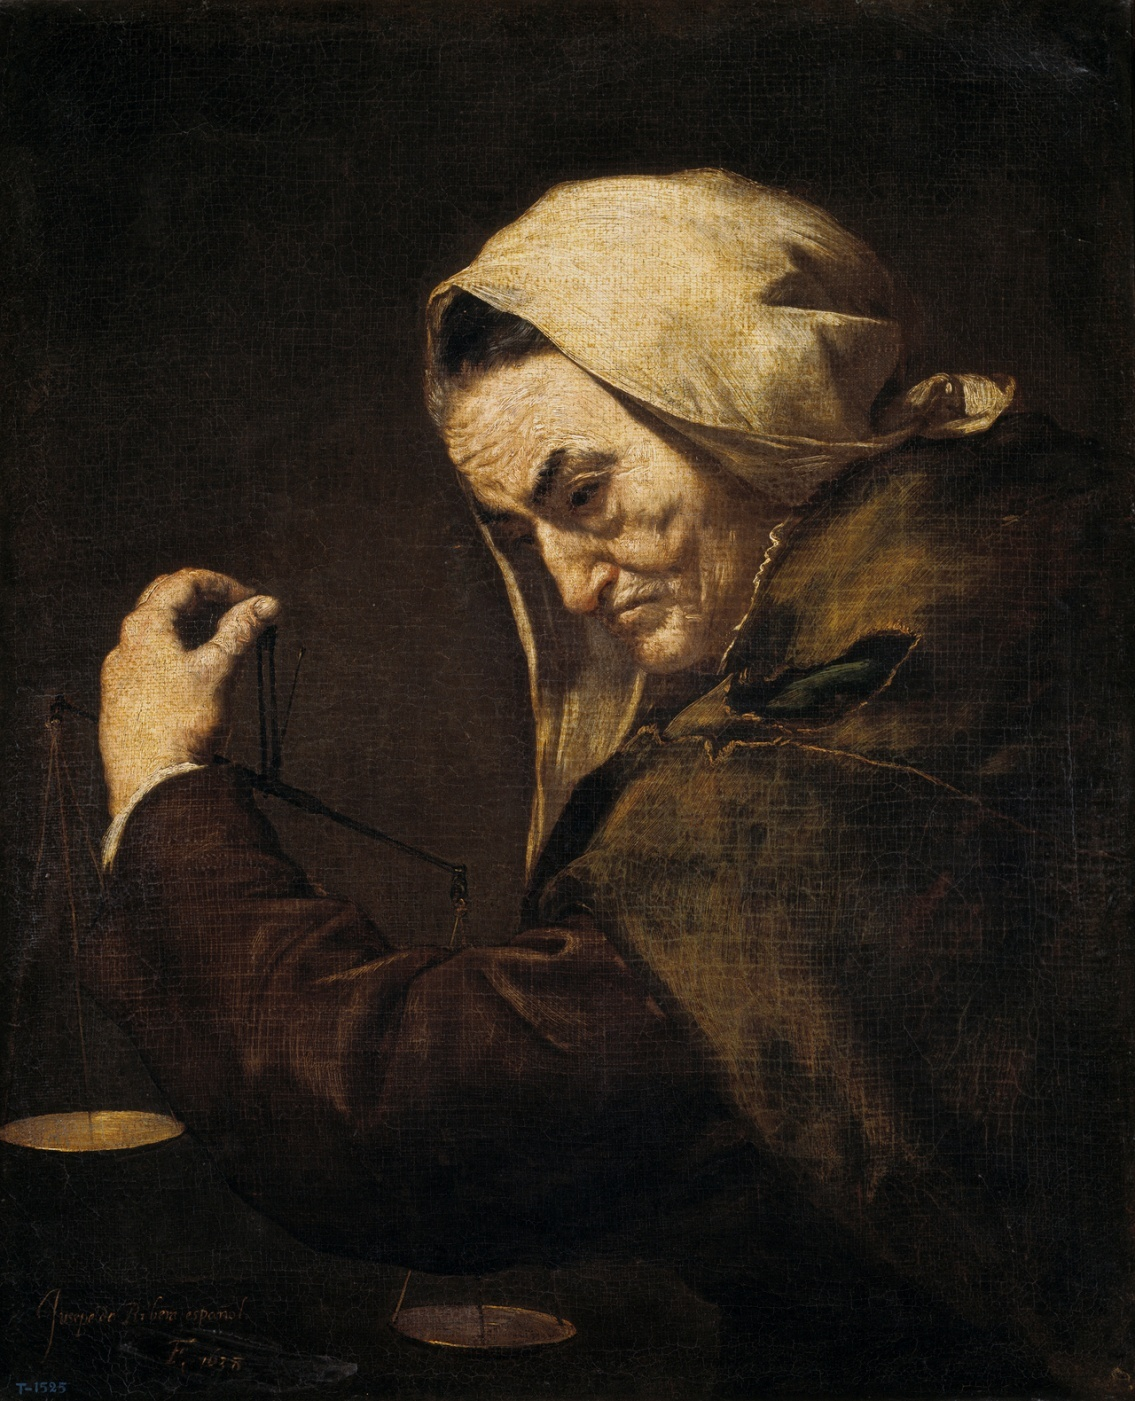 Jusepe de Ribera español
F. 1638
T-1525